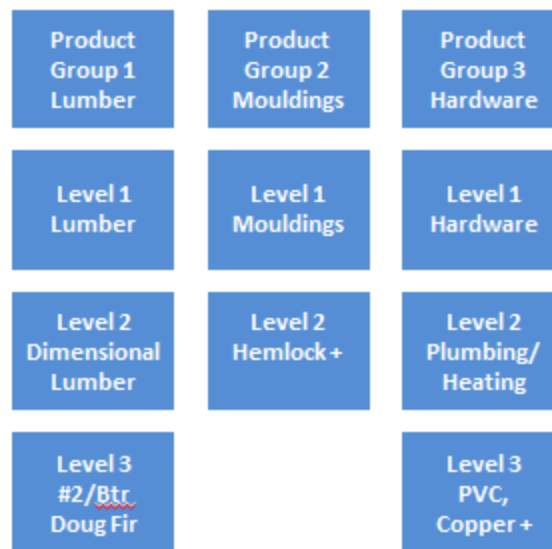 Product
Group 1
Lumber
Product
Group 2
Mouldings
Product
Group 3
Hardware
Level 1
Lumber
Level 1
Mouldings
Level 1
Hardware
Level 2
Dimensional
Lumber
Level 2
Hemlock +
Level 2
Plumbing/
Heating
Level 3
#2/Btr
Doug Fir
Level 3
PVC,
Copper +